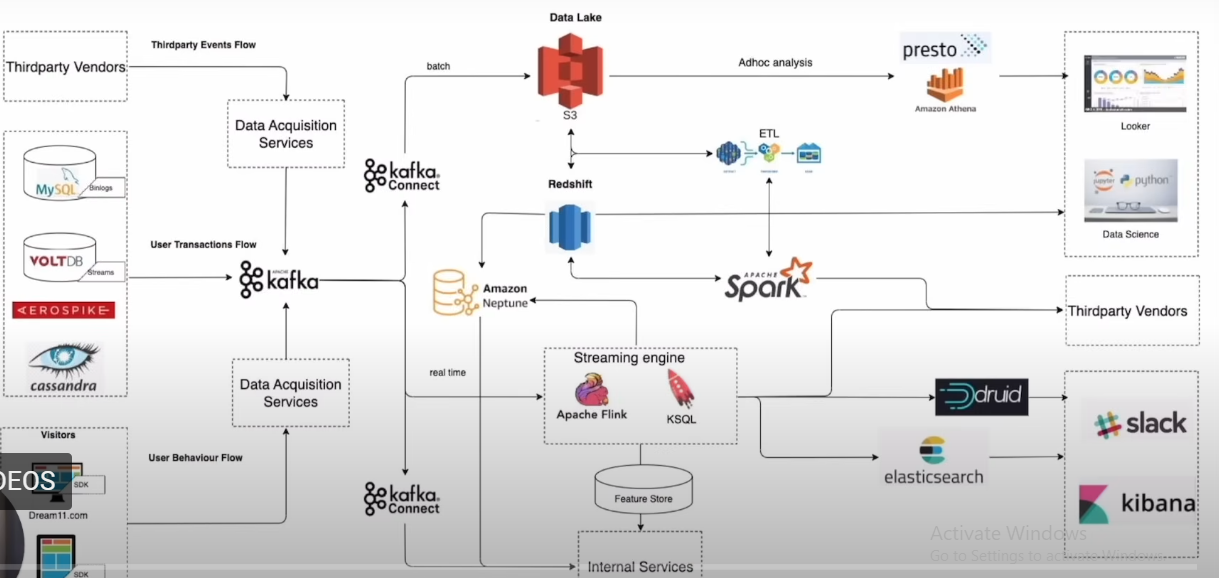 Data Lake
Thirdparty Events Flow
Thirdparty Vendors
batch
Adhoc analysis
presto
Amazon Athena
S3
Looker
Data Acquisition
Services
ETL
kafka
Connect
MySQL
Binlogs
Redshift
jupyter
python
Data Science
User Transactions Flow
VOLTDB
Streams
APACHE
kafka
Amazon
Neptune
APACHE
Spark
AEROSPIKE
Thirdparty Vendors
cassandra
Data Acquisition
Services
real time
Streaming engine
Apache Flink
KSQL
druid
slack
Visitors
User Behaviour Flow
elasticsearch
DEOS
SDK
Dream11.com
kafka
Connect
Feature Store
kibana
Activate Windows
Go to Settings to activate Windows.
Internal Services
SDK